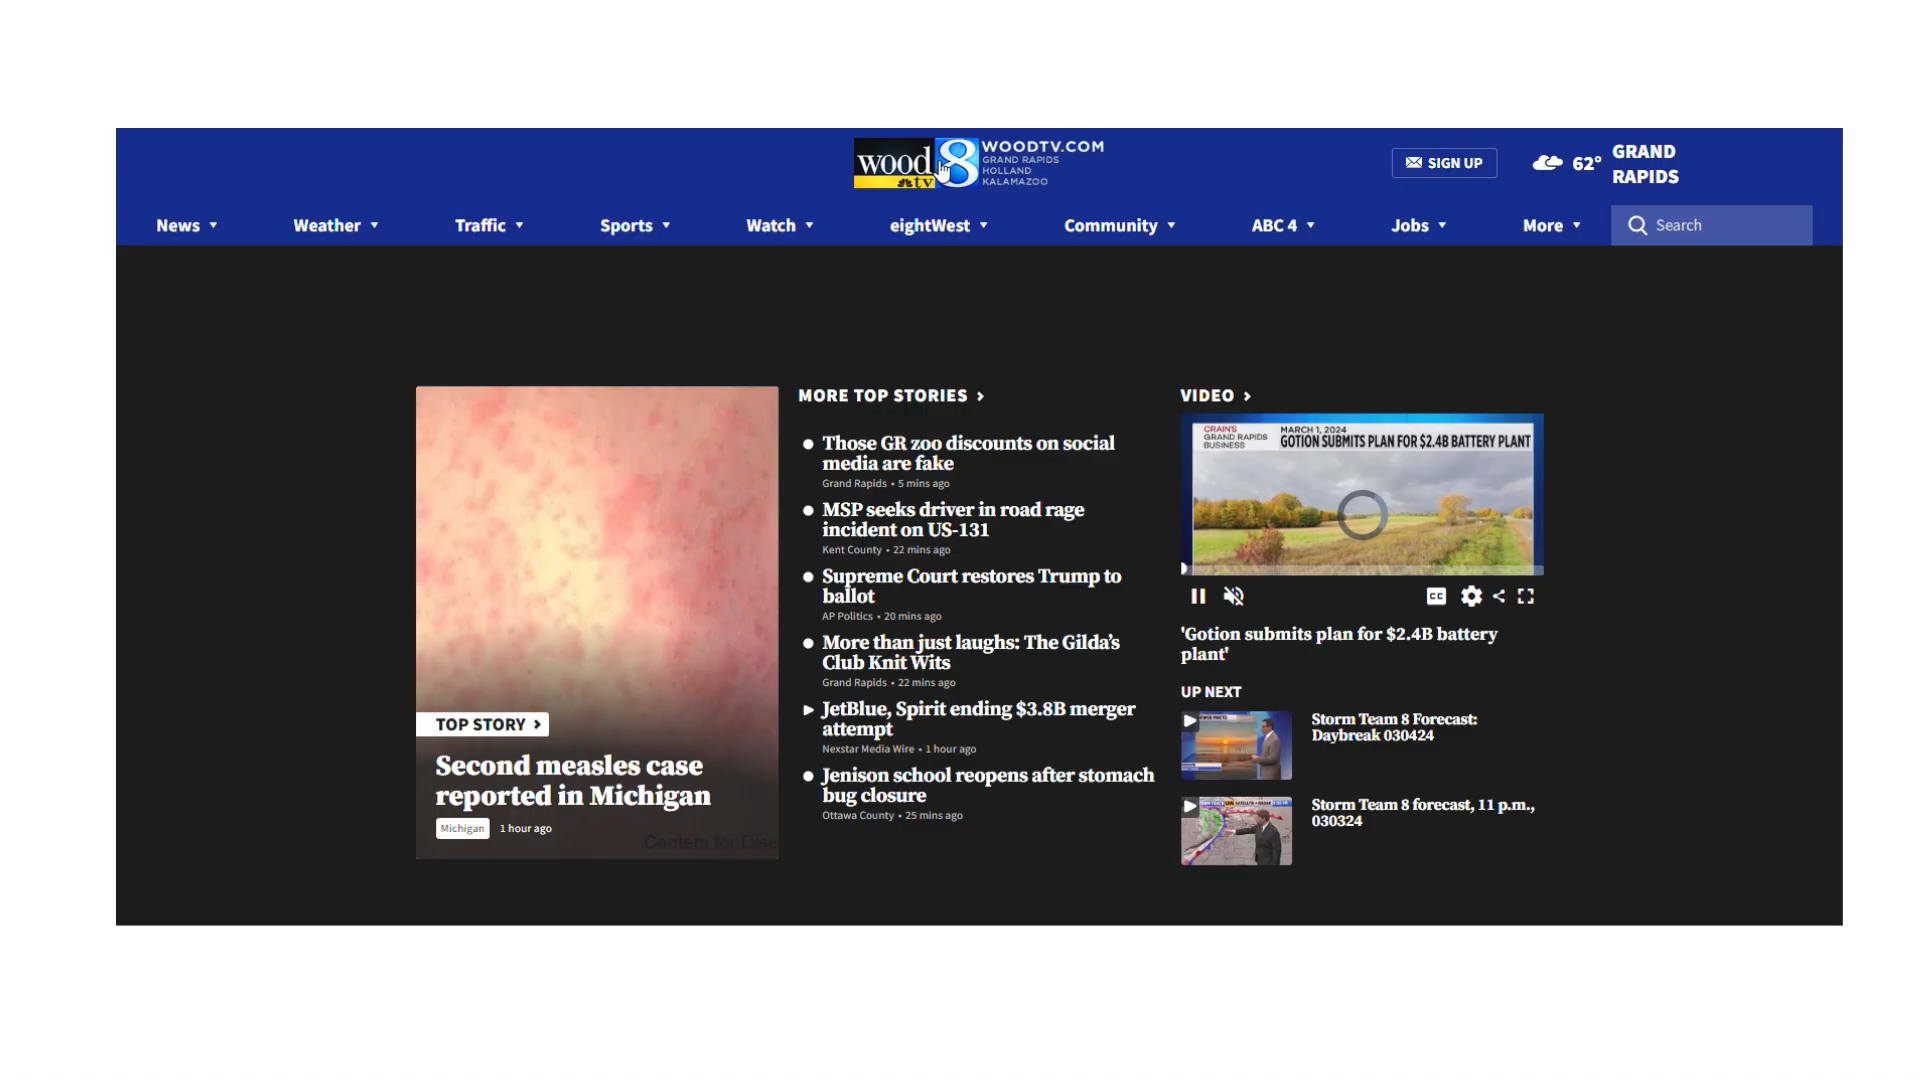 wood
tv
8
WOODTV.COM
GRAND RAPIDS
HOLLAND
KALAMAZOO
SIGN UP
62°
GRAND
RAPIDS
News
Weather
Traffic
Sports
Watch
eightWest
Community
ABC 4
Jobs
More
Search
TOP STORY
Second measles case
reported in Michigan
Michigan
1 hour ago
Centers for Dise
MORE TOP STORIES
Those GR zoo discounts on social
media are fake
Grand Rapids • 5 mins ago
MSP seeks driver in road rage
incident on US-131
Kent County • 22 mins ago
Supreme Court restores Trump to
ballot
AP Politics • 20 mins ago
More than just laughs: The Gilda’s
Club Knit Wits
Grand Rapids • 22 mins ago
JetBlue, Spirit ending $3.8B merger
attempt
Nexstar Media Wire • 1 hour ago
Jenison school reopens after stomach
bug closure
Ottawa County • 25 mins ago
VIDEO
CRAIN'S
GRAND RAPIDS
BUSINESS
MARCH 1, 2024
GOTION SUBMITS PLAN FOR $2.4B BATTERY PLANT
CC
'Gotion submits plan for $2.4B battery
plant'
UP NEXT
Storm Team 8 Forecast:
Daybreak 030424
Storm Team 8 forecast, 11 p.m.,
030324